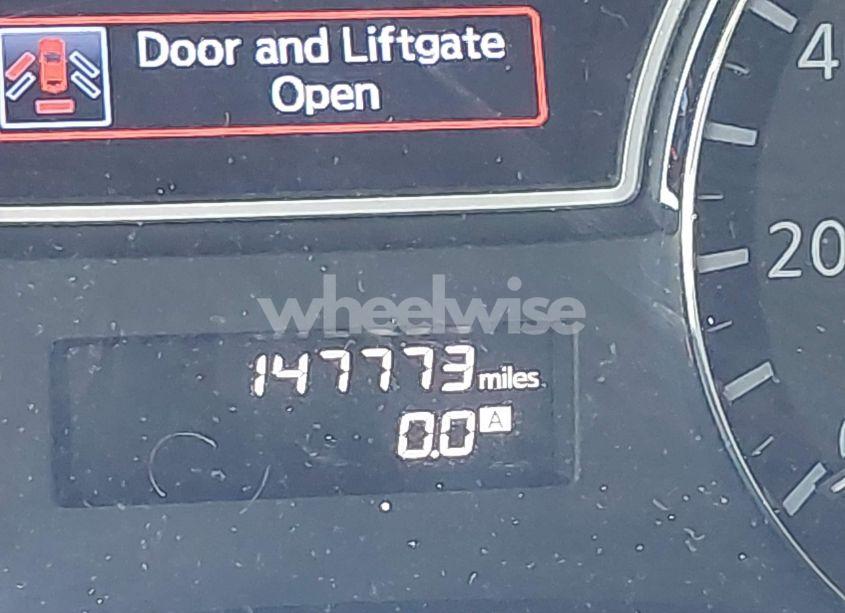 Door and Liftgate
Open
4
20
wheelwise
147773 miles
0.0 A